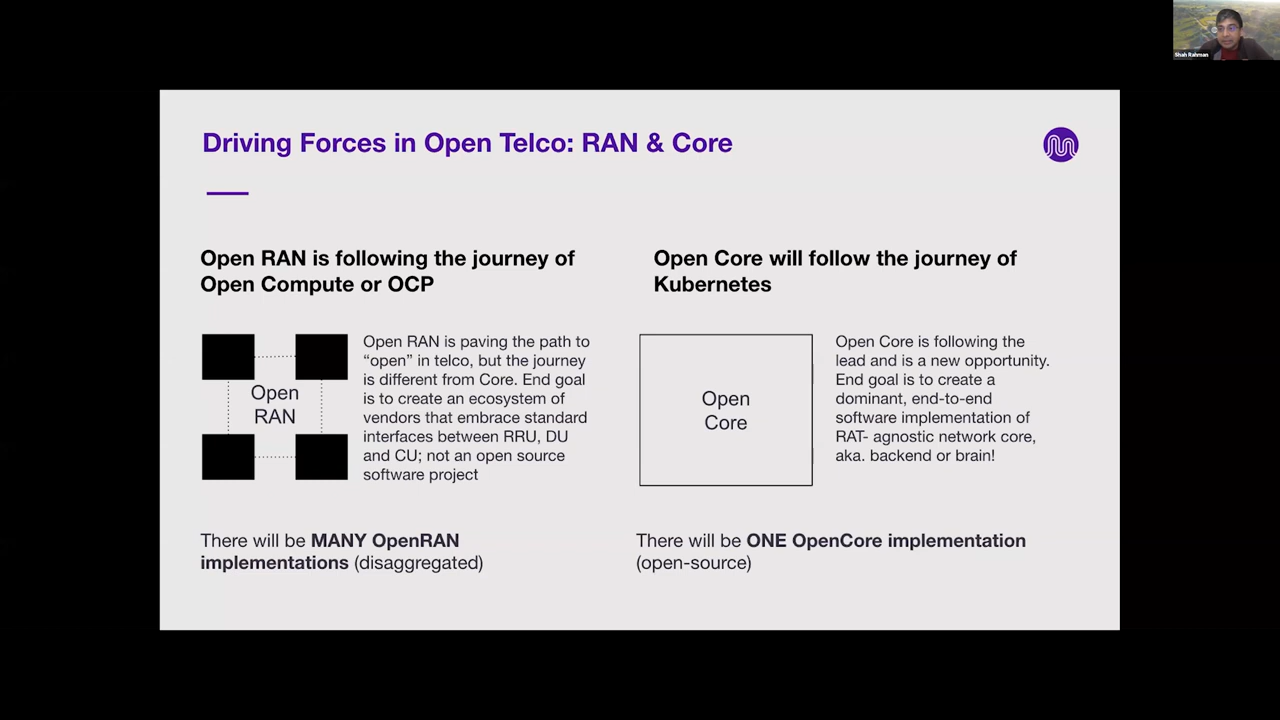 Shah Rahman
Driving Forces in Open Telco: RAN & Core
Open RAN is following the journey of
Open Compute or OCP
Open
RAN
Open RAN is paving the path to
“open” in telco, but the journey
is different from Core. End goal
is to create an ecosystem of
vendors that embrace standard
interfaces between RRU, DU
and CU; not an open source
software project
There will be MANY OpenRAN
implementations (disaggregated)
Open Core will follow the journey of
Kubernetes
Open
Core
Open Core is following the
lead and is a new opportunity.
End goal is to create a
dominant, end-to-end
software implementation of
RAT- agnostic network core,
aka. backend or brain!
There will be ONE OpenCore implementation
(open-source)